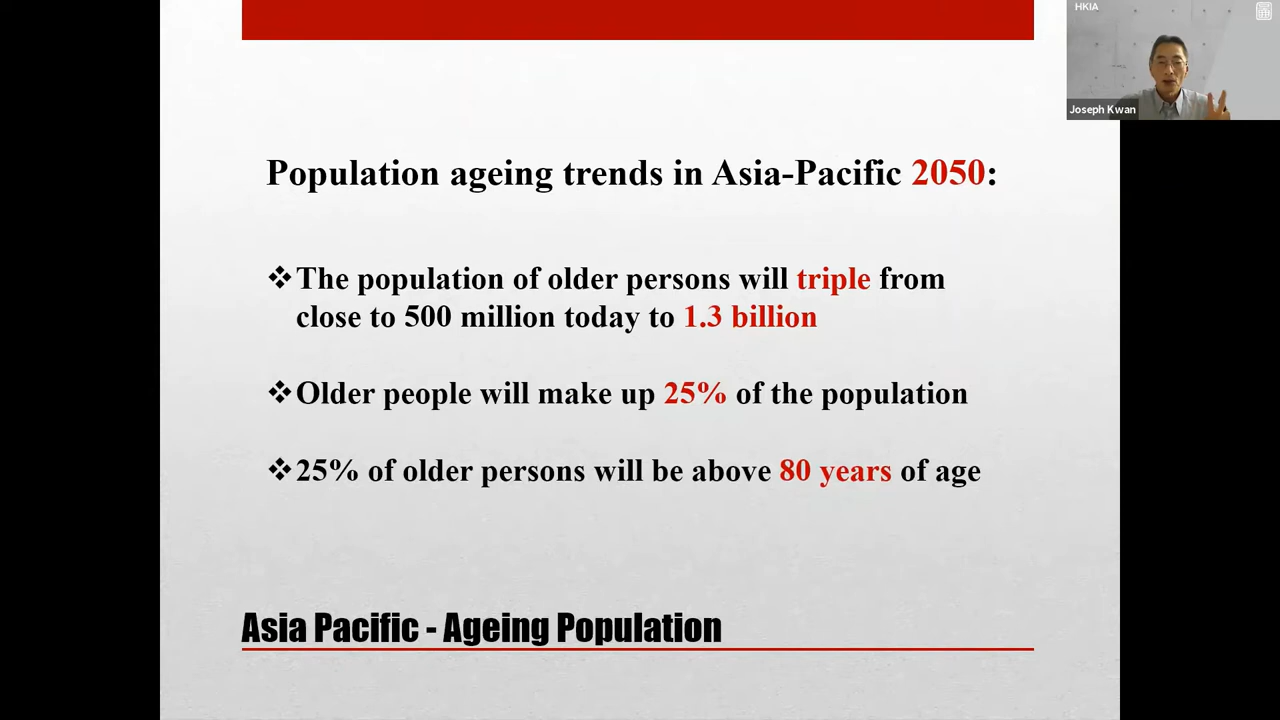 HKIA
Joseph Kwan
Population ageing trends in Asia-Pacific 2050:
❖The population of older persons will triple from
close to 500 million today to 1.3 billion
❖Older people will make up 25% of the population
❖25% of older persons will be above 80 years of age
Asia Pacific - Ageing Population